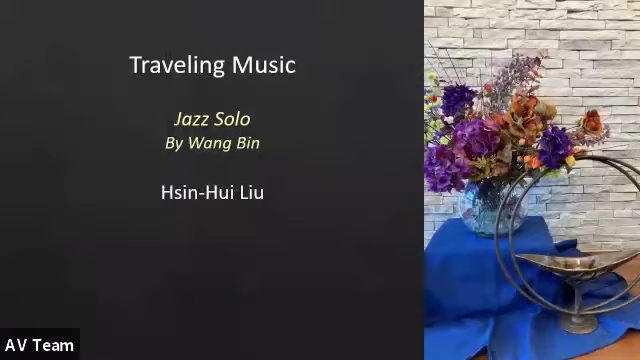 Traveling Music
Jazz Solo
By Wang Bin
Hsin-Hui Liu
AV Team